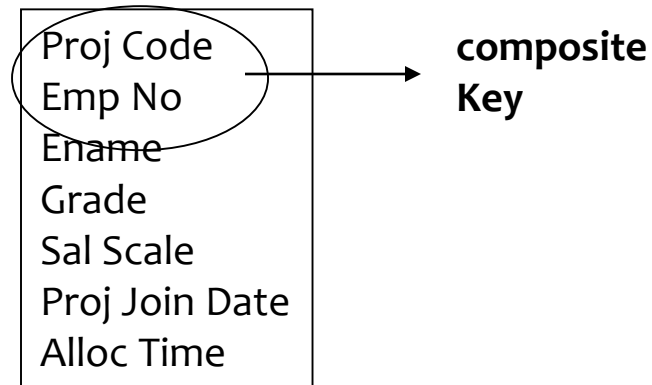 Proj Code
Emp No
Ename
Grade
Sal Scale
Proj Join Date
Alloc Time
composite
Key